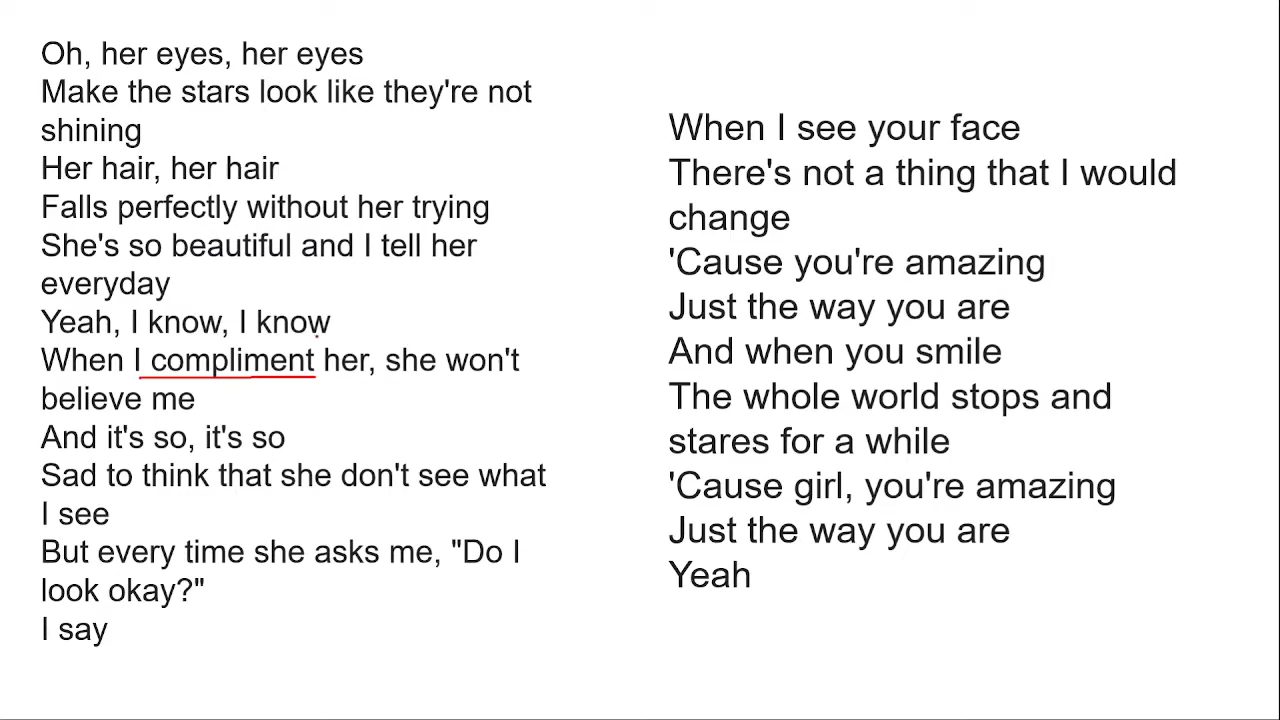 Oh, her eyes, her eyes
Make the stars look like they're not
shining
Her hair, her hair
Falls perfectly without her trying
She's so beautiful and I tell her
everyday
Yeah, I know, I know
When I compliment her, she won't
believe me
And it's so, it's so
Sad to think that she don't see what
I see
But every time she asks me, "Do I
look okay?"
I say
When I see your face
There's not a thing that I would
change
'Cause you're amazing
Just the way you are
And when you smile
The whole world stops and
stares for a while
'Cause girl, you're amazing
Just the way you are
Yeah